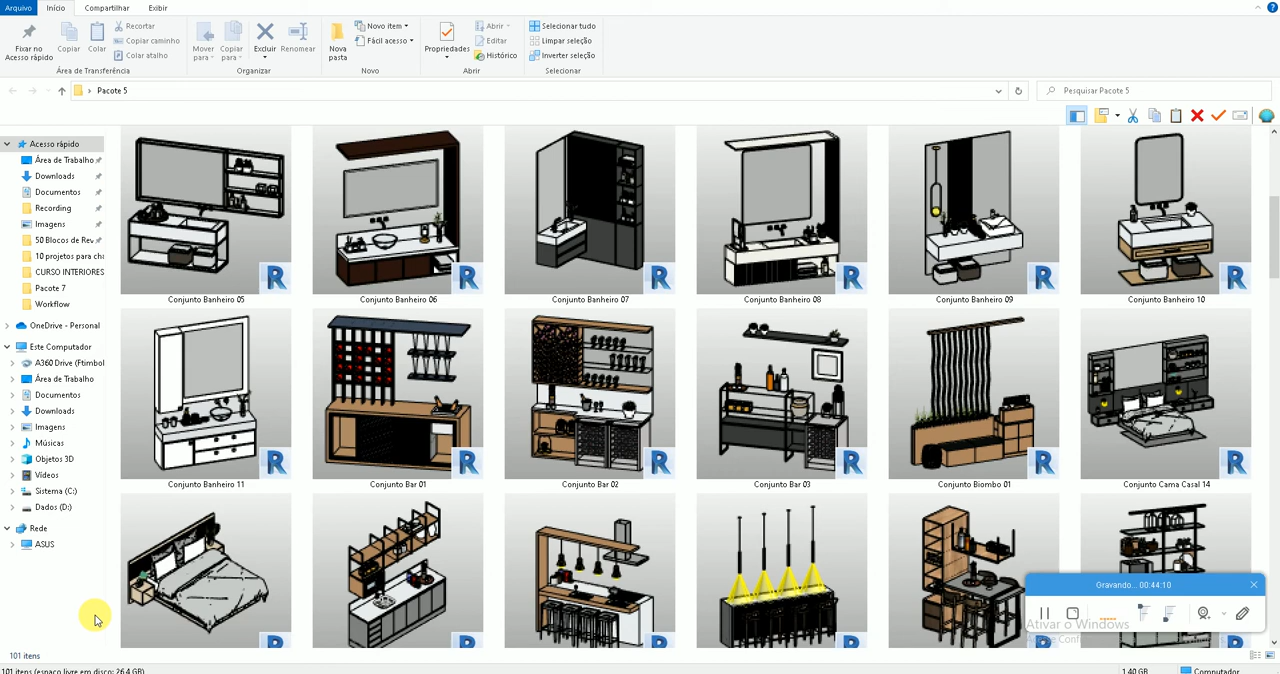 Arquivo Início Compartilhar Exibir
Fixar no Acesso rápido
Copiar
Colar
Recortar
Copiar caminho
Colar atalho
Área de Transferência
Mover para
Copiar para
Excluir
Renomear
Organizar
Nova pasta
Novo item
Fácil acesso
Novo
Propriedades
Abrir
Editar
Histórico
Abrir
Selecionar tudo
Limpar seleção
Inverter seleção
Selecionar
Pacote 5
Pesquisar Pacote 5
Acesso rápido
Área de Trabalho
Downloads
Documentos
Recording
Imagens
50 Blocos de Rev
10 projetos para cha
CURSO INTERIORES
Pacote 7
Workflow
OneDrive - Personal
Este Computador
A360 Drive (Ftimbol
Área de Trabalho
Documentos
Downloads
Imagens
Músicas
Objetos 3D
Vídeos
Sistema (C:)
Dados (D:)
Rede
ASUS
R R R R R R
Conjunto Banheiro 05 Conjunto Banheiro 06 Conjunto Banheiro 07 Conjunto Banheiro 08 Conjunto Banheiro 09 Conjunto Banheiro 10
R R R R R R
Conjunto Banheiro 11 Conjunto Bar 01 Conjunto Bar 02 Conjunto Bar 03 Conjunto Biombo 01 Conjunto Cama Casal 14
Gravando... 00:44:10
Ativar o Windows
101 itens
101 itens (espaço livre em disco: 26,4 GB)
1,40 GB
Computador